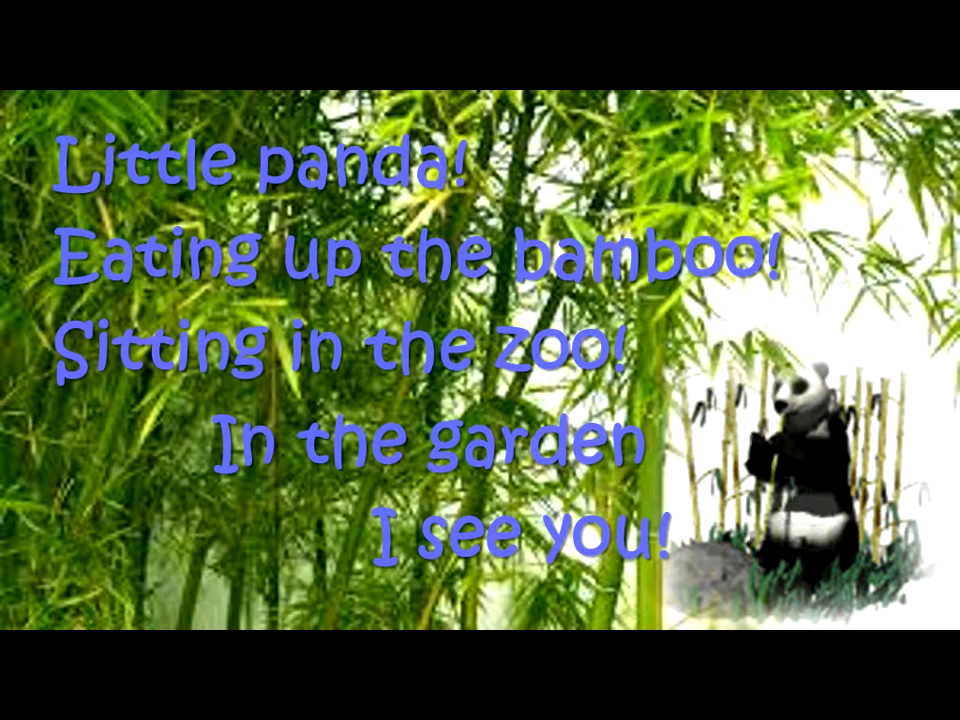 Little panda!
Eating up the bamboo!
Sitting in the zoo!
In the garden
I see you!